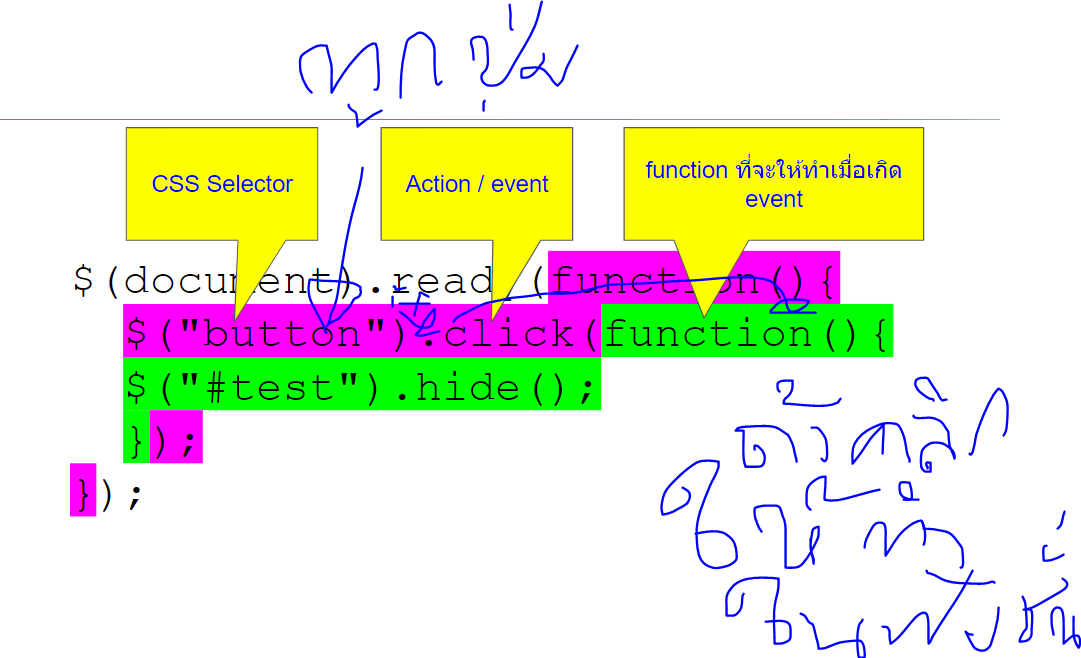 ทุกปุ่ม
CSS Selector
Action / event
function ที่จะให้ทำเมื่อเกิด
event
$(document).ready(function(){
$("button").click(function(){
$("#test").hide();
});
});
ถ้าคลิก
ให้ทำ
ในฟังชั่น